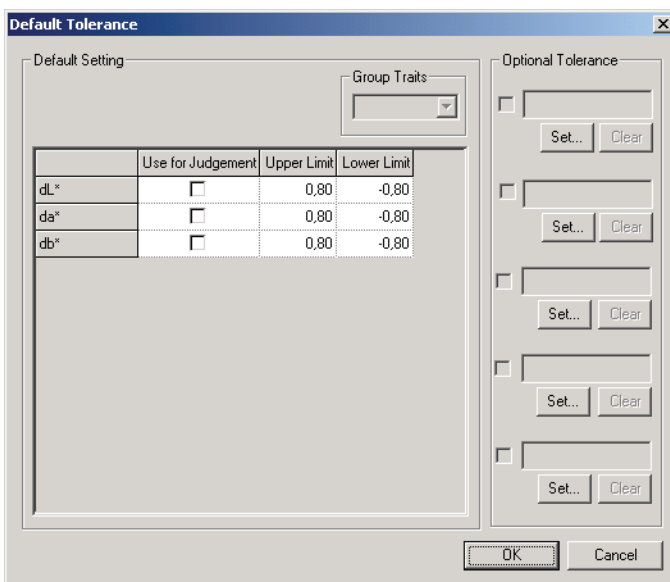 Default Tolerance
Default Setting
Group Traits
Use for Judgement Upper Limit Lower Limit
dL* 0,80 -0,80
da* 0,80 -0,80
db* 0,80 -0,80
Optional Tolerance
Set... Clear
Set... Clear
Set... Clear
Set... Clear
Set... Clear
OK Cancel